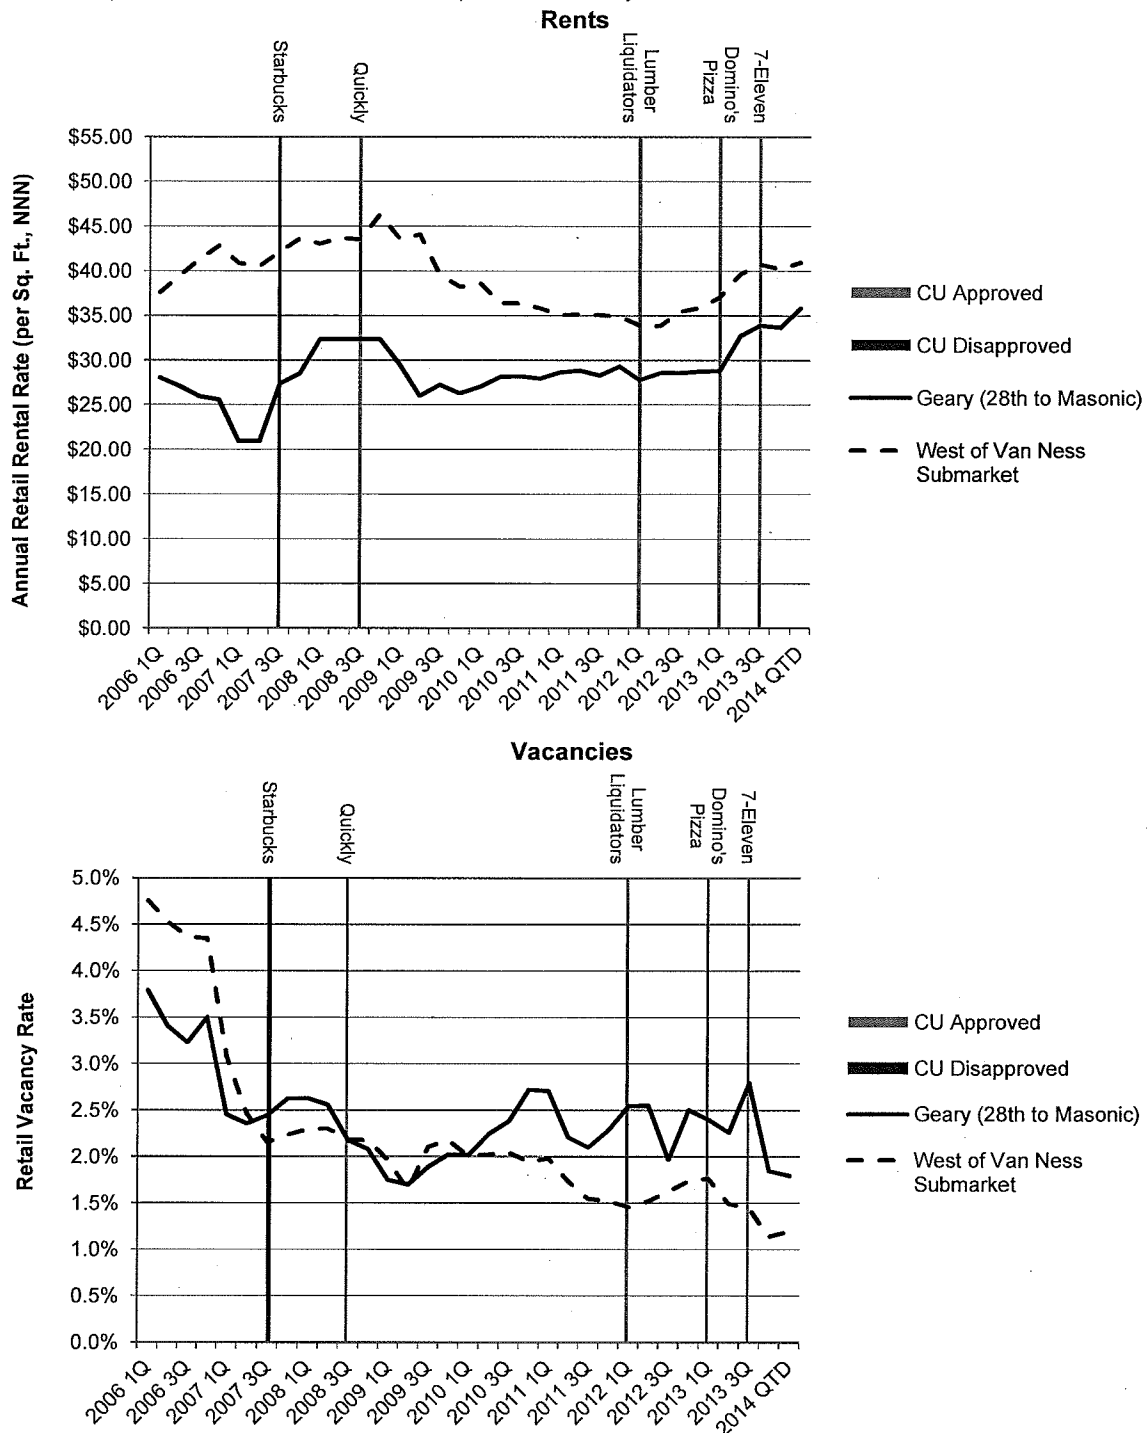 Rents
Starbucks
Quickly
Lumber
Liquidators
Domino's
Pizza
7-Eleven
Annual Retail Rental Rate (per Sq. Ft., NNN)
$55.00
$50.00
$45.00
$40.00
$35.00
$30.00
$25.00
$20.00
$15.00
$10.00
$5.00
$0.00
2006 1Q
2006 3Q
2007 1Q
2007 3Q
2008 1Q
2008 3Q
2009 1Q
2009 3Q
2010 1Q
2010 3Q
2011 1Q
2011 3Q
2012 1Q
2012 3Q
2013 1Q
2013 3Q
2014 QTD
CU Approved
CU Disapproved
Geary (28th to Masonic)
West of Van Ness
Submarket
Vacancies
Starbucks
Quickly
Lumber
Liquidators
Domino's
Pizza
7-Eleven
Retail Vacancy Rate
5.0%
4.5%
4.0%
3.5%
3.0%
2.5%
2.0%
1.5%
1.0%
0.5%
0.0%
2006 1Q
2006 3Q
2007 1Q
2007 3Q
2008 1Q
2008 3Q
2009 1Q
2009 3Q
2010 1Q
2010 3Q
2011 1Q
2011 3Q
2012 1Q
2012 3Q
2013 1Q
2013 3Q
2014 QTD
CU Approved
CU Disapproved
Geary (28th to Masonic)
West of Van Ness
Submarket